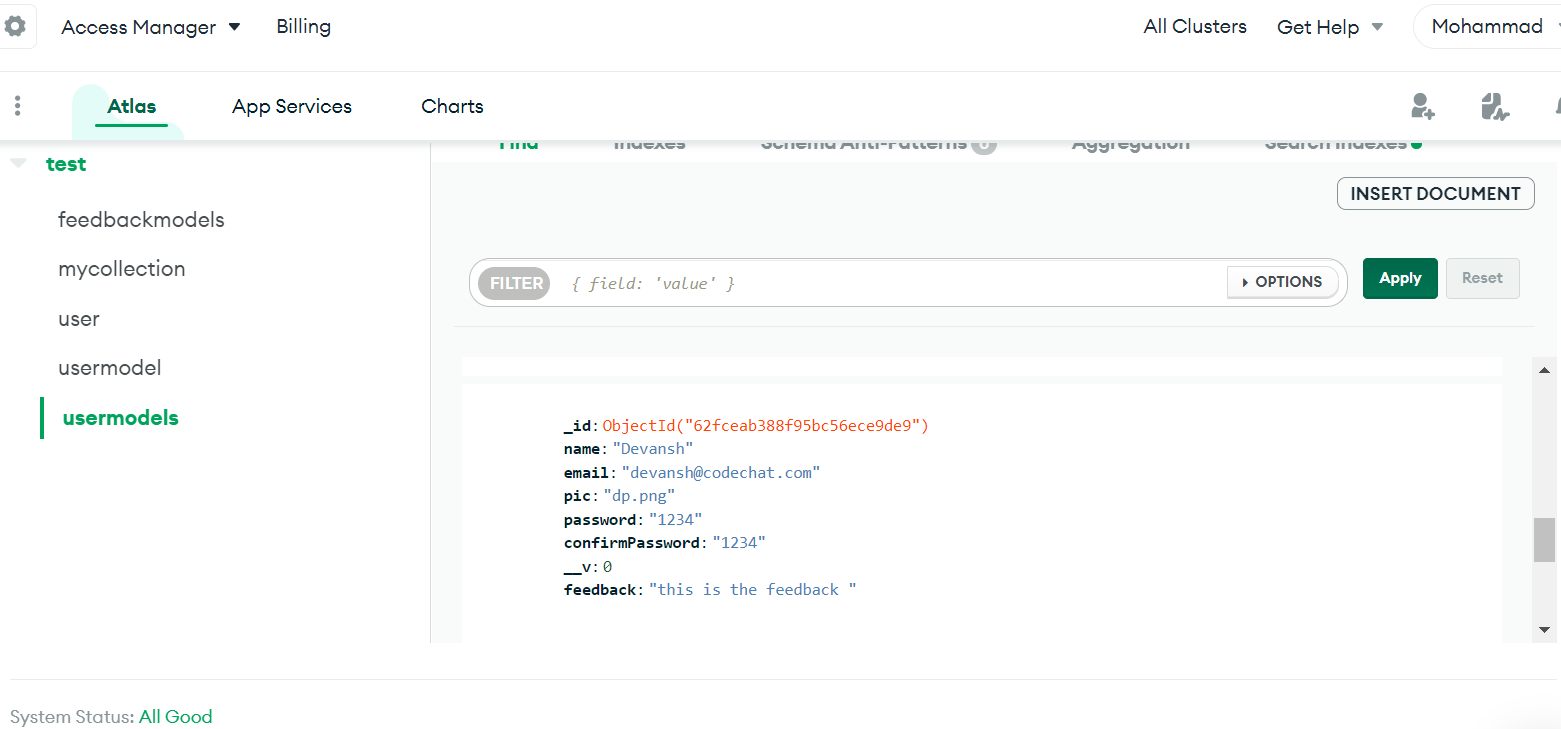 Access Manager Billing All Clusters Get Help Mohammad
Atlas App Services Charts
test
feedbackmodels
mycollection
user
usermodel
usermodels
Find Indexes Schema Anti-Patterns 0 Aggregation Search Indexes
INSERT DOCUMENT
FILTER { field: 'value' } OPTIONS Apply Reset
_id: ObjectId("62fceab388f95bc56ece9de9")
name: "Devansh"
email: "devansh@codechat.com"
pic: "dp.png"
password: "1234"
confirmPassword: "1234"
__v: 0
feedback: "this is the feedback "
System Status: All Good